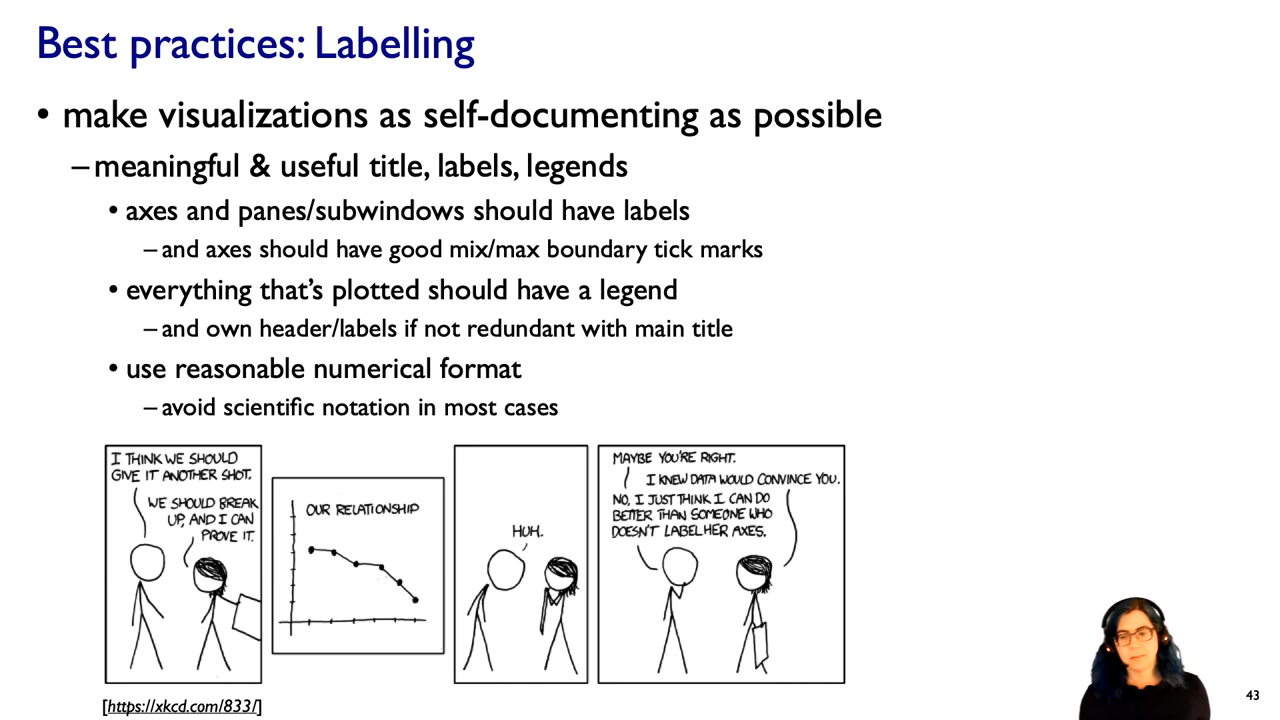 Best practices: Labelling
• make visualizations as self-documenting as possible
– meaningful & useful title, labels, legends
• axes and panes/subwindows should have labels
– and axes should have good mix/max boundary tick marks
• everything that's plotted should have a legend
– and own header/labels if not redundant with main title
• use reasonable numerical format
– avoid scientific notation in most cases
I THINK WE SHOULD
GIVE IT ANOTHER SHOT.
WE SHOULD BREAK
UP, AND I CAN
PROVE IT.
OUR RELATIONSHIP
HUH.
MAYBE YOU'RE RIGHT.
I KNEW DATA WOULD CONVINCE YOU.
NO, I JUST THINK I CAN DO
BETTER THAN SOMEONE WHO
DOESN'T LABEL HER AXES.
[https://xkcd.com/833/]
43